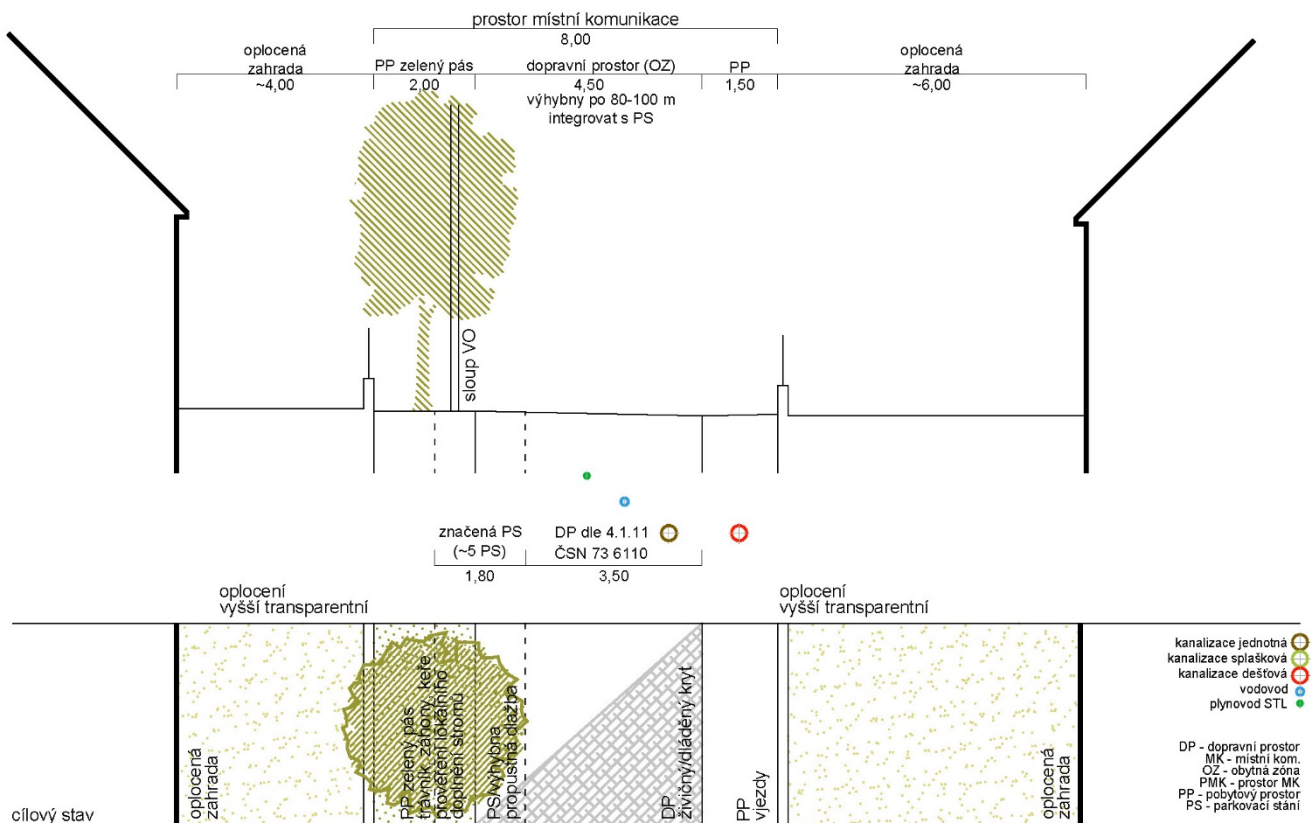 prostor místní komunikace
8,00
oplocená
zahrada
~4,00
PP zelený pás
2,00
dopravní prostor (OZ)
4,50
výhybny po 80-100 m
integrovat s PS
PP
1,50
oplocená
zahrada
~6,00
sloup VO
značená PS
(~5 PS)
1,80
DP dle 4.1.11
ČSN 73 6110
3,50
oplocení
vyšší transparentní
oplocení
vyšší transparentní
oplocená
zahrada
PP zelený pás
trávník, záhony, keře,
prověření lokálního
doplnění stromů
PS/výhybna
propustná dlažba
DP
živičný/dláděný kryt
PP
vjezdy
oplocená
zahrada
kanalizace jednotná
kanalizace splašková
kanalizace dešťová
vodovod
plynovod STL
DP - dopravní prostor
MK - místní kom.
OZ - obytná zóna
PMK - prostor MK
PP - pobytový prostor
PS - parkovací stání
cílový stav